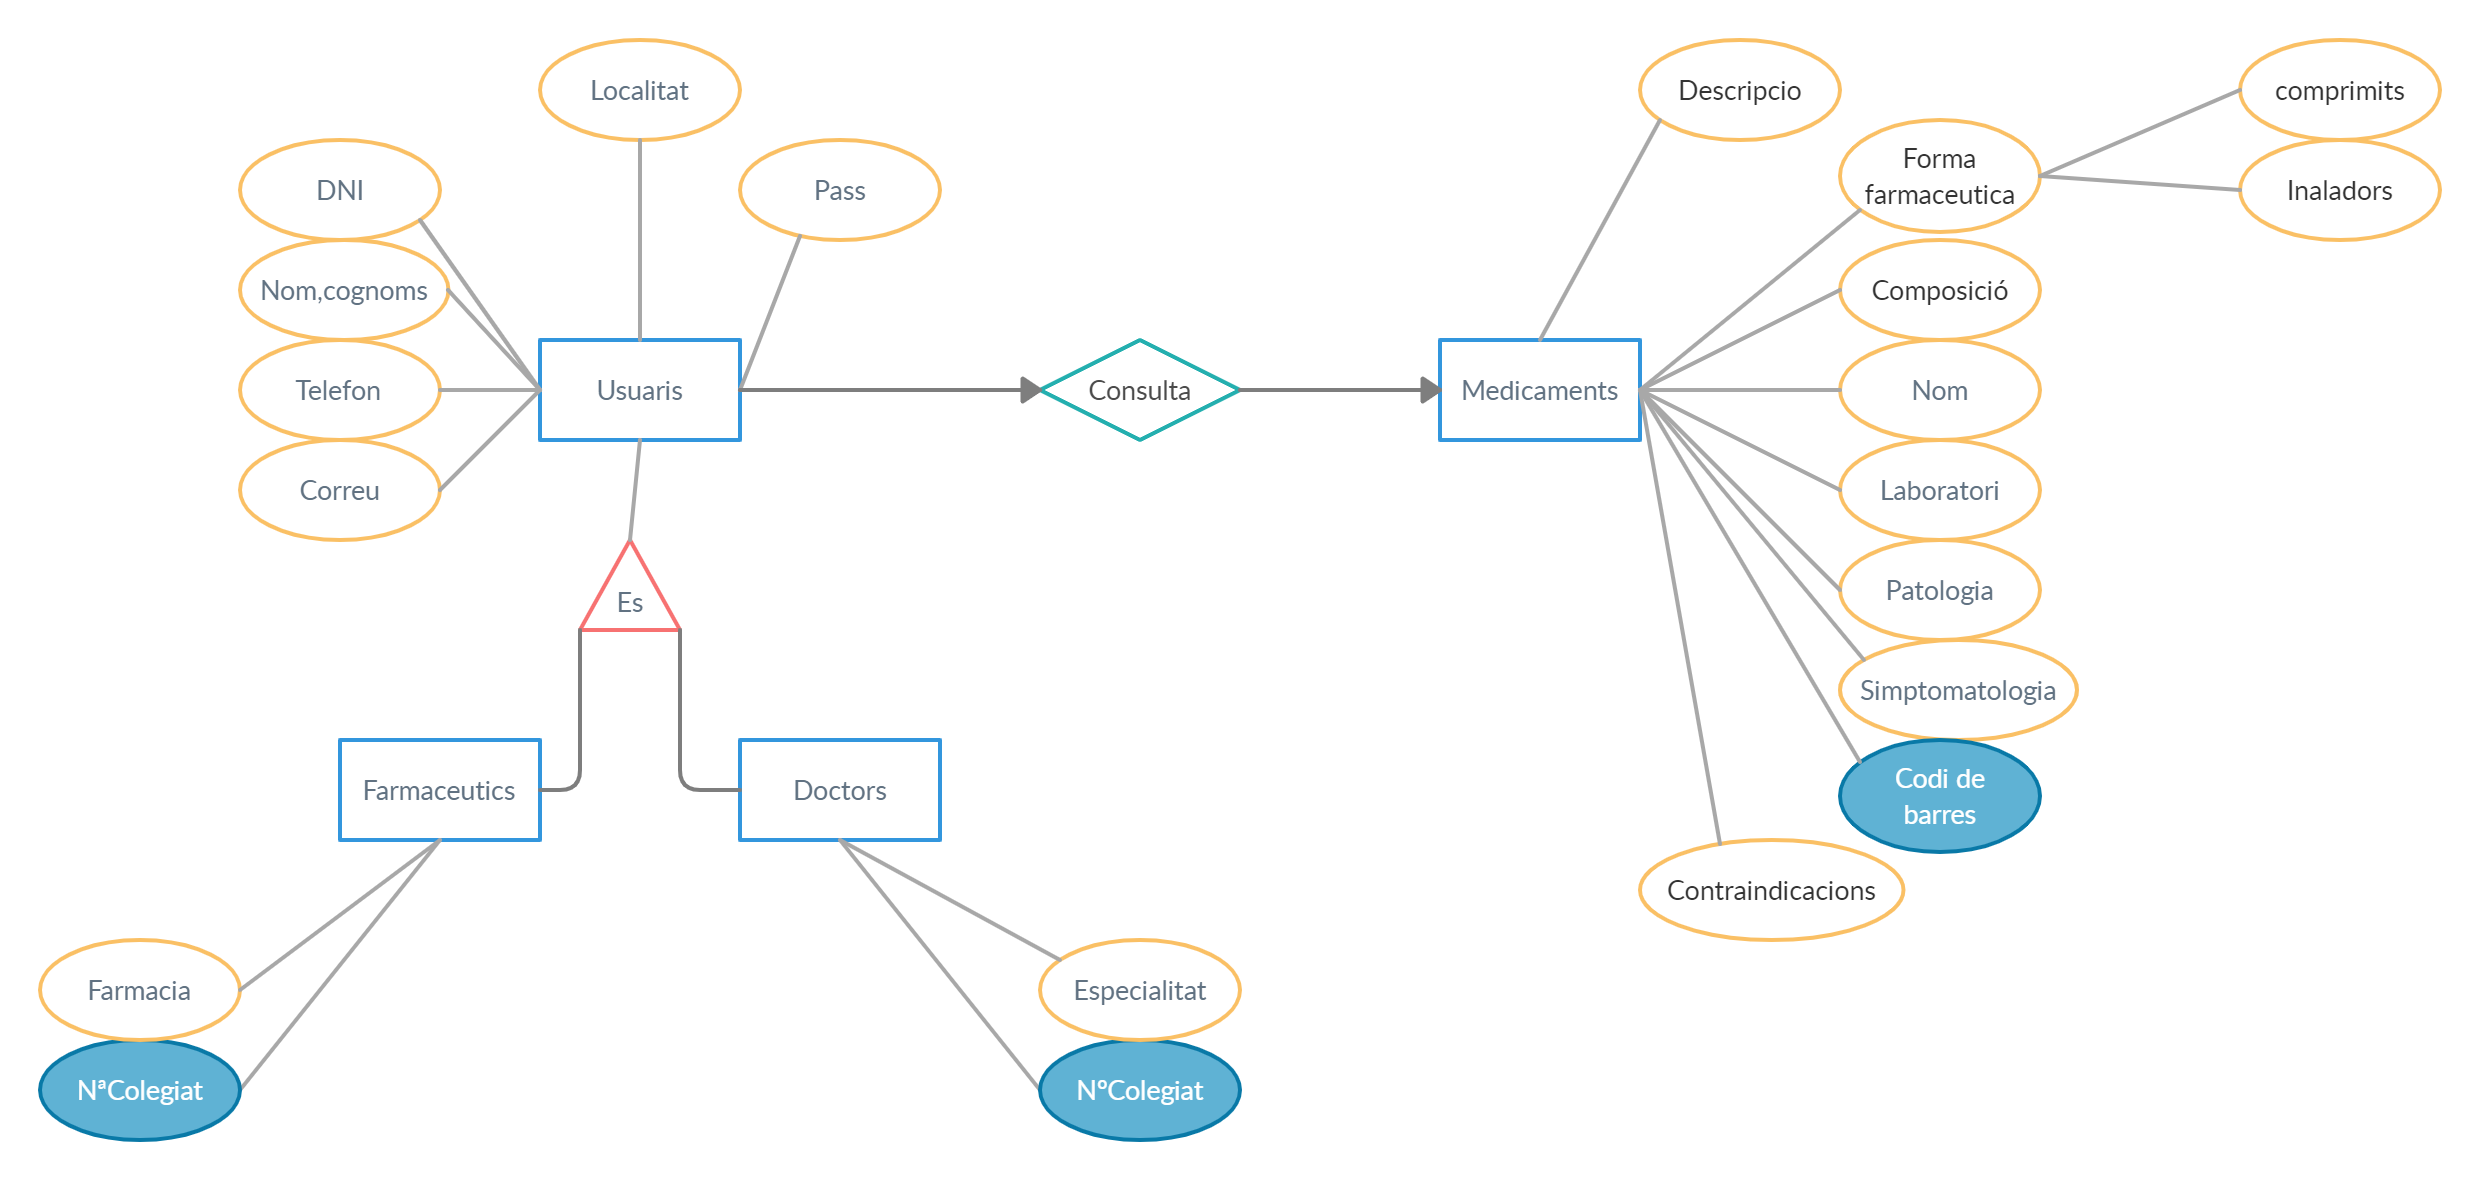 Localitat
Descripcio
comprimits
DNI
Pass
Forma
farmaceutica
Inaladors
Nom,cognoms
Composició
Telefon
Usuaris
Consulta
Medicaments
Nom
Correu
Laboratori
Es
Patologia
Simptomatologia
Farmaceutics
Doctors
Codi de
barres
Contraindicacions
Farmacia
Especialitat
NªColegiat
NºColegiat